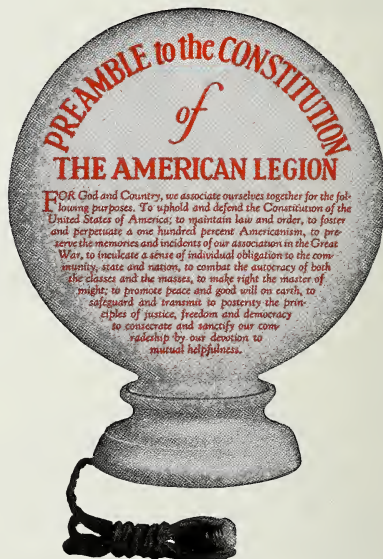 PREAMBLE to the CONSTITUTION
of
THE AMERICAN LEGION
FOR God and Country, we associate ourselves together for the fol-
lowing purposes. To uphold and defend the Constitution of the
United States of America; to maintain law and order, to foster
and perpetuate a one hundred percent Americanism, to pre-
serve the memories and incidents of our association in the Great
War, to inculcate a sense of individual obligation to the com-
munity, state and nation, to combat the autocracy of both
the classes and the masses, to make right the master of
might; to promote peace and good will on earth, to
safeguard and transmit to posterity the prin-
ciples of justice, freedom and democracy
to consecrate and sanctify our com-
radeship by our devotion to
mutual helpfulness.